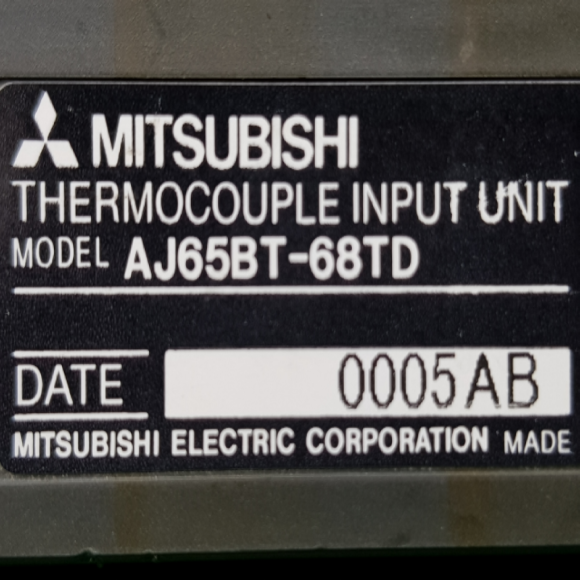 MITSUBISHI
THERMOCOUPLE INPUT UNIT
MODEL AJ65BT-68TD
DATE 0005AB
MITSUBISHI ELECTRIC CORPORATION MADE